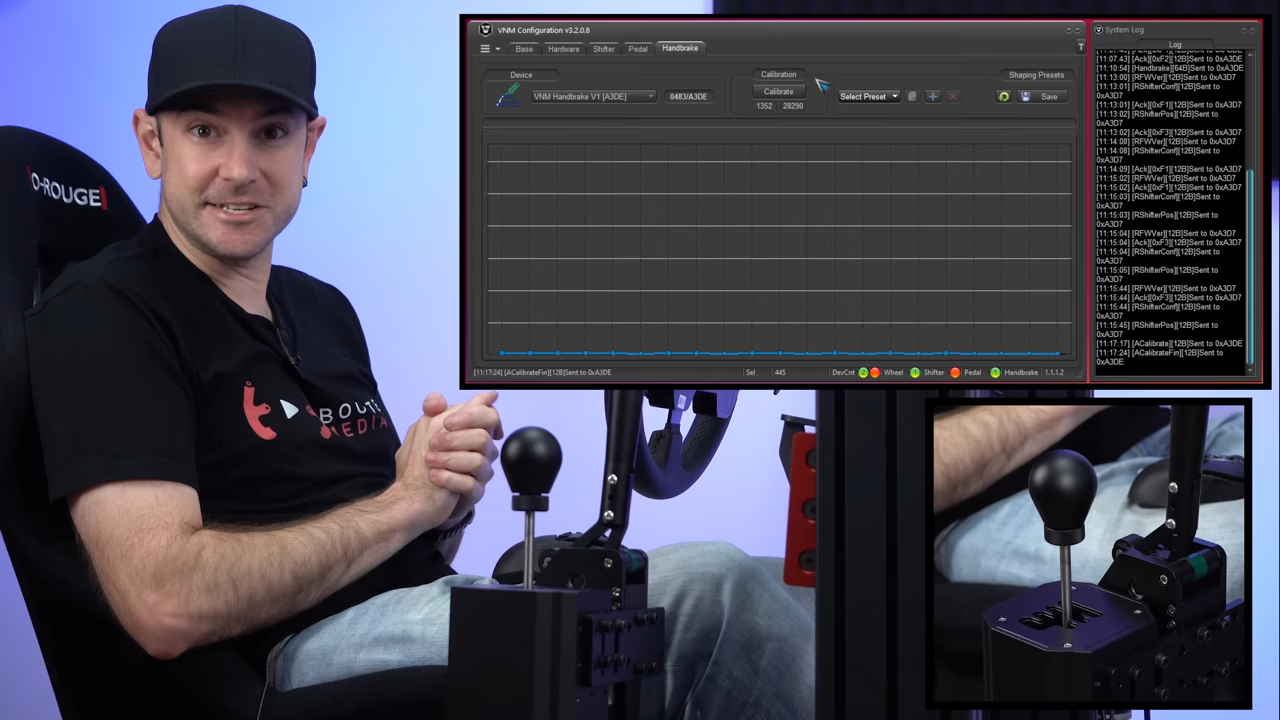 O-ROUGE
BOUTE
MEDIA
VNM Configuration v3.2.0.8
Base
Hardware
Shifter
Pedal
Handbrake
T
Device
VNM Handbrake V1 [A3DE]
0483/A3DE
Calibration
Calibrate
1352 28290
Shaping Presets
Select Preset
Save
[11:17:24] [ACalibrateFin][12B]Sent to 0xA3DE
Sel 445
DevCnt 2 Wheel 1 Shifter Pedal 1 Handbrake 1.1.1.2
System Log
Log
[11:07:43] [Ack][0xF2][12B]Sent to 0xA3DE
[11:10:54] [Handbrake][64B]Sent to 0xA3DE
[11:13:00] [RFWVer][12B]Sent to 0xA3D7
[11:13:01] [RShifterConf][12B]Sent to
0xA3D7
[11:13:01] [Ack][0xF1][12B]Sent to 0xA3D7
[11:13:02] [RShifterPos][12B]Sent to
0xA3D7
[11:13:02] [Ack][0xF3][12B]Sent to 0xA3D7
[11:14:08] [RFWVer][12B]Sent to 0xA3D7
[11:14:08] [RShifterConf][12B]Sent to
0xA3D7
[11:14:09] [Ack][0xF1][12B]Sent to 0xA3D7
[11:15:02] [RFWVer][12B]Sent to 0xA3D7
[11:15:02] [Ack][0xF1][12B]Sent to 0xA3D7
[11:15:03] [RShifterConf][12B]Sent to
0xA3D7
[11:15:03] [RShifterPos][12B]Sent to
0xA3D7
[11:15:04] [RFWVer][12B]Sent to 0xA3D7
[11:15:04] [Ack][0xF3][12B]Sent to 0xA3D7
[11:15:04] [RShifterConf][12B]Sent to
0xA3D7
[11:15:05] [RShifterPos][12B]Sent to
0xA3D7
[11:15:44] [RFWVer][12B]Sent to 0xA3D7
[11:15:44] [Ack][0xF3][12B]Sent to 0xA3D7
[11:15:44] [RShifterConf][12B]Sent to
0xA3D7
[11:15:45] [RShifterPos][12B]Sent to
0xA3D7
[11:17:17] [ACalibrate][12B]Sent to 0xA3DE
[11:17:24] [ACalibrateFin][12B]Sent to
0xA3DE